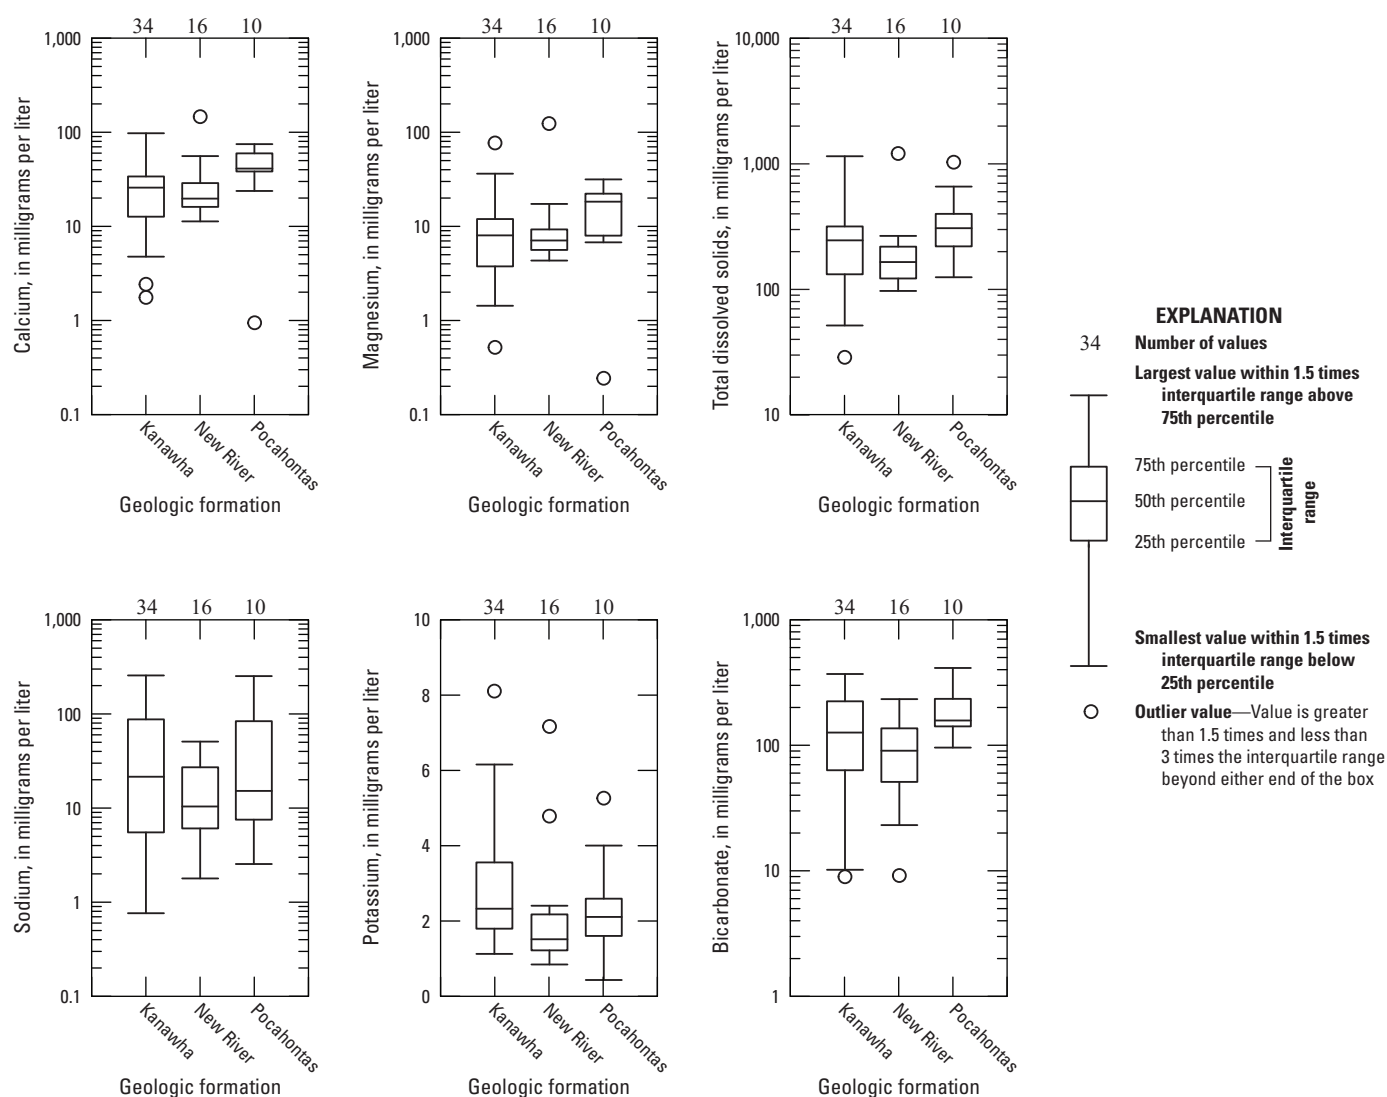 34 16 10
1,000
100
10
1
0.1
Calcium, in milligrams per liter
Kanawha
New River
Pocahontas
Geologic formation
34 16 10
1,000
100
10
1
0.1
Magnesium, in milligrams per liter
Kanawha
New River
Pocahontas
Geologic formation
34 16 10
10,000
1,000
100
10
Total dissolved solids, in milligrams per liter
Kanawha
New River
Pocahontas
Geologic formation
34 16 10
1,000
100
10
1
0.1
Sodium, in milligrams per liter
Kanawha
New River
Pocahontas
Geologic formation
34 16 10
10
8
6
4
2
0
Potassium, in milligrams per liter
Kanawha
New River
Pocahontas
Geologic formation
34 16 10
1,000
100
10
1
Bicarbonate, in milligrams per liter
Kanawha
New River
Pocahontas
Geologic formation
EXPLANATION
34 Number of values
Largest value within 1.5 times
interquartile range above
75th percentile
75th percentile
50th percentile
25th percentile
Interquartile
range
Smallest value within 1.5 times
interquartile range below
25th percentile
Outlier value—Value is greater
than 1.5 times and less than
3 times the interquartile range
beyond either end of the box